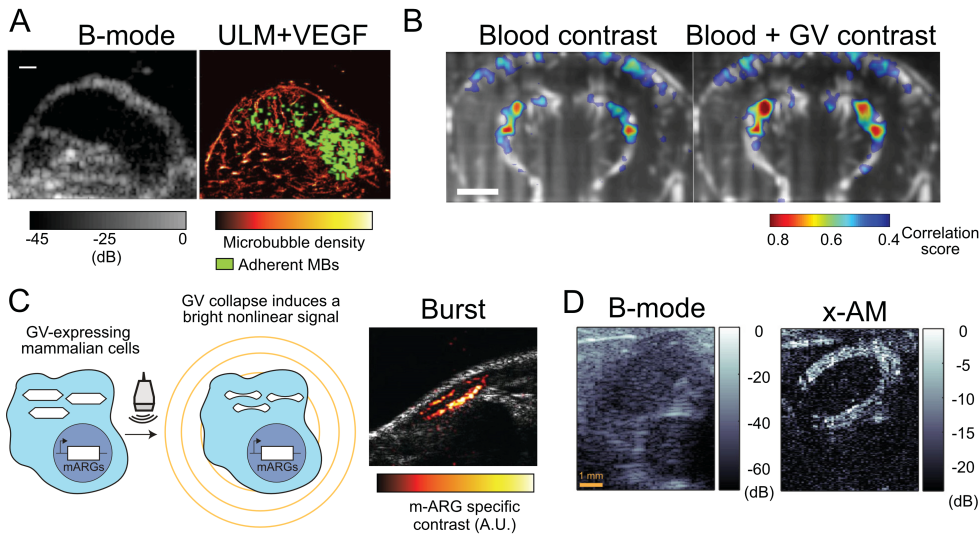 A
B-mode
ULM+VEGF
-45
-25
0
(dB)
Microbubble density
Adherent MBs
B
Blood contrast
Blood + GV contrast
0.8
0.6
0.4
Correlation
score
C
GV-expressing
mammalian cells
mARGs
GV collapse induces a
bright nonlinear signal
mARGs
Burst
m-ARG specific
contrast (A.U.)
D
B-mode
1 mm
0
-20
-40
-60
(dB)
x-AM
0
-5
-10
-15
-20
(dB)